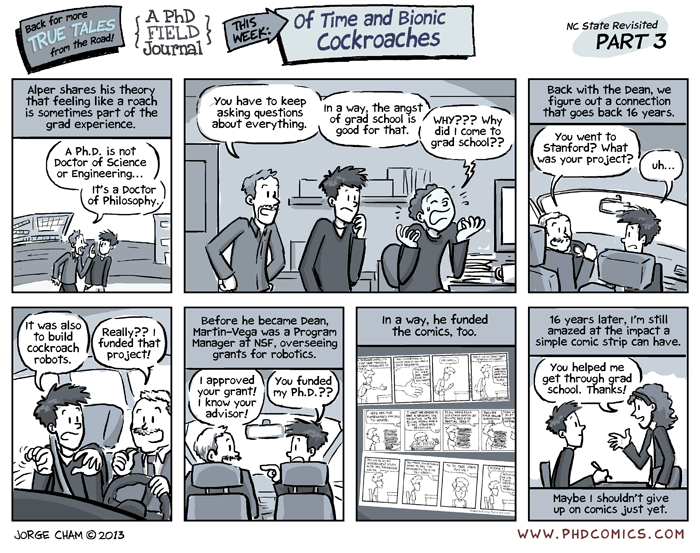 Back for more
TRUE TALES
from the Road!
A PhD
FIELD
Journal
THIS
WEEK:
Of Time and Bionic
Cockroaches
NC State Revisited
PART 3
Alper shares his theory
that feeling like a roach
is sometimes part of the
grad experience.
A Ph.D. is not
Doctor of Science
or Engineering...
It's a Doctor
of Philosophy.
You have to keep
asking questions
about everything.
In a way, the angst
of grad school is
good for that.
WHY??? Why
did I come to
grad school??
Back with the Dean, we
figure out a connection
that goes back 16 years.
You went to
Stanford? What
was your project?
uh...
It was also
to build
cockroach
robots.
Really?? I
funded that
project!
Before he became Dean,
Martin-Vega was a Program
Manager at NSF, overseeing
grants for robotics.
I approved
your grant!
I know your
advisor!
You funded
my Ph.D.??
In a way, he funded
the comics, too.
16 years later, I'm still
amazed at the impact a
simple comic strip can have.
You helped me
get through grad
school. Thanks!
Maybe I shouldn't give
up on comics just yet.
JORGE CHAM © 2013
WWW.PHDCOMICS.COM